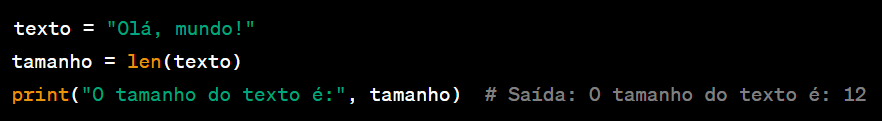 texto = "Olá, mundo!"
tamanho = len(texto)
print("O tamanho do texto é:", tamanho)  # Saída: O tamanho do texto é: 12